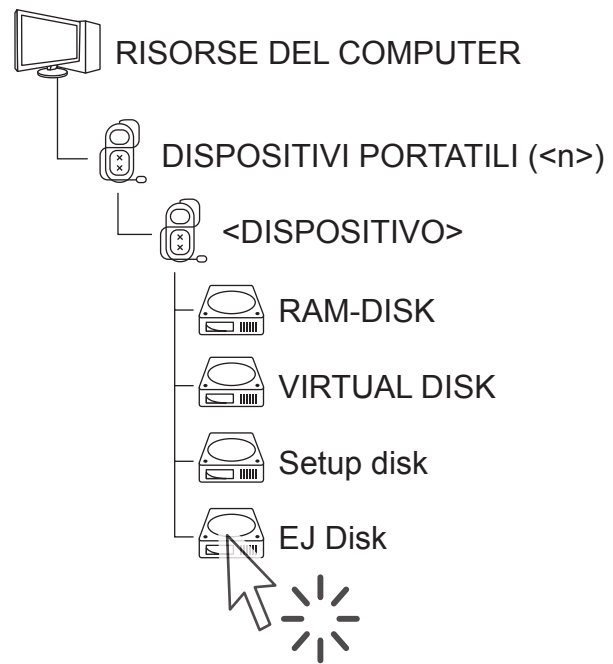 RISORSE DEL COMPUTER
DISPOSITIVI PORTATILI (<n>)
<DISPOSITIVO>
RAM-DISK
VIRTUAL DISK
Setup disk
EJ Disk